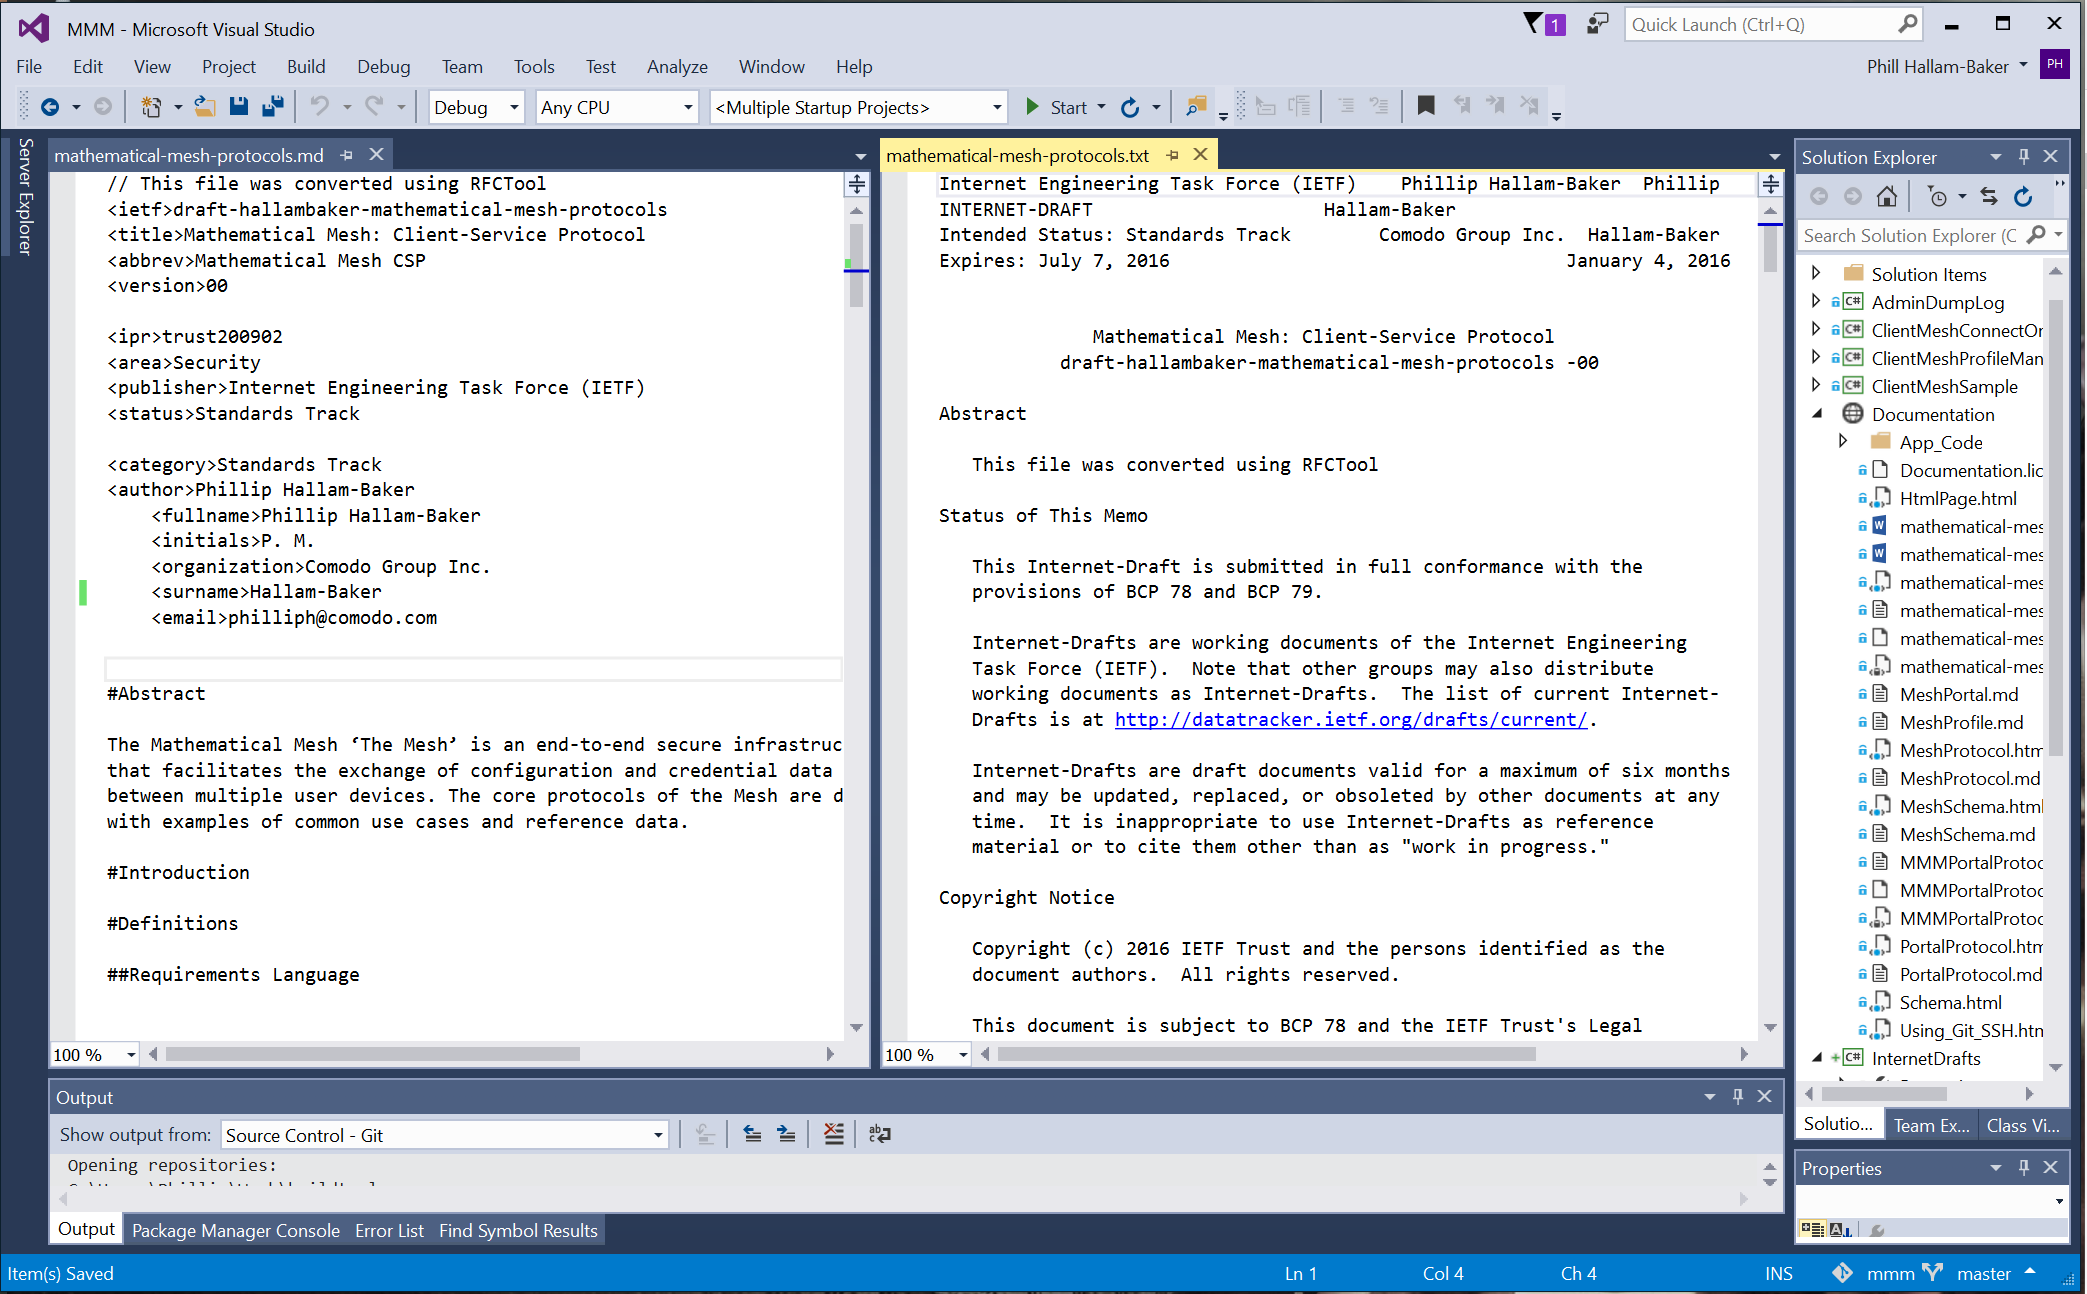 MMM - Microsoft Visual Studio
1
Quick Launch (Ctrl+Q)
File Edit View Project Build Debug Team Tools Test Analyze Window Help
Phill Hallam-Baker PH
Debug Any CPU <Multiple Startup Projects> Start
Server Explorer
mathematical-mesh-protocols.md
// This file was converted using RFCTool
<ietf>draft-hallambaker-mathematical-mesh-protocols
<title>Mathematical Mesh: Client-Service Protocol
<abbrev>Mathematical Mesh CSP
<version>00
<ipr>trust200902
<area>Security
<publisher>Internet Engineering Task Force (IETF)
<status>Standards Track
<category>Standards Track
<author>Phillip Hallam-Baker
<fullname>Phillip Hallam-Baker
<initials>P. M.
<organization>Comodo Group Inc.
<surname>Hallam-Baker
<email>philliph@comodo.com
#Abstract
The Mathematical Mesh ‘The Mesh’ is an end-to-end secure infrastruc
that facilitates the exchange of configuration and credential data
between multiple user devices. The core protocols of the Mesh are d
with examples of common use cases and reference data.
#Introduction
#Definitions
##Requirements Language
100 %
mathematical-mesh-protocols.txt
Internet Engineering Task Force (IETF) Phillip Hallam-Baker Phillip
INTERNET-DRAFT Hallam-Baker
Intended Status: Standards Track Comodo Group Inc. Hallam-Baker
Expires: July 7, 2016 January 4, 2016
Mathematical Mesh: Client-Service Protocol
draft-hallambaker-mathematical-mesh-protocols -00
Abstract
This file was converted using RFCTool
Status of This Memo
This Internet-Draft is submitted in full conformance with the
provisions of BCP 78 and BCP 79.
Internet-Drafts are working documents of the Internet Engineering
Task Force (IETF). Note that other groups may also distribute
working documents as Internet-Drafts. The list of current Internet-
Drafts is at http://datatracker.ietf.org/drafts/current/.
Internet-Drafts are draft documents valid for a maximum of six months
and may be updated, replaced, or obsoleted by other documents at any
time. It is inappropriate to use Internet-Drafts as reference
material or to cite them other than as "work in progress."
Copyright Notice
Copyright (c) 2016 IETF Trust and the persons identified as the
document authors. All rights reserved.
This document is subject to BCP 78 and the IETF Trust's Legal
100 %
Solution Explorer
Search Solution Explorer (C
Solution Items
C# AdminDumpLog
C# ClientMeshConnectOr
C# ClientMeshProfileMan
C# ClientMeshSample
Documentation
App_Code
Documentation.lic
HtmlPage.html
W mathematical-mes
W mathematical-mes
mathematical-mes
mathematical-mes
mathematical-mes
mathematical-mes
MeshPortal.md
MeshProfile.md
MeshProtocol.htm
MeshProtocol.md
MeshSchema.html
MeshSchema.md
MMMPortalProtoc
MMMPortalProtoc
MMMPortalProtoc
PortalProtocol.htm
PortalProtocol.md
Schema.html
Using_Git_SSH.htn
C# InternetDrafts
Solutio... Team Ex... Class Vi...
Properties
Output
Show output from: Source Control - Git
Opening repositories:
Output Package Manager Console Error List Find Symbol Results
Item(s) Saved Ln 1 Col 4 Ch 4 INS mmm master